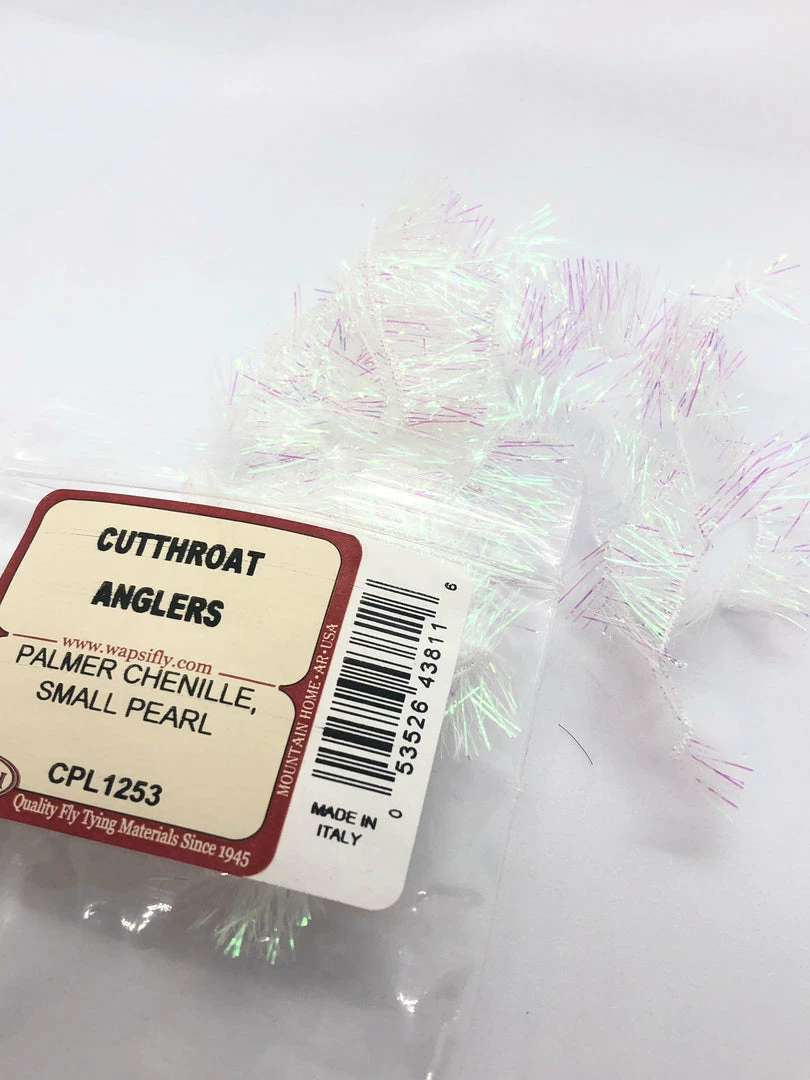 CUTTHROAT
ANGLERS
www.wapsifly.com
PALMER CHENILLE,
SMALL PEARL
CPL1253
Quality Fly Tying Materials Since 1945
MOUNTAIN HOME•AR•USA
0 53526 43811 6
MADE IN
ITALY